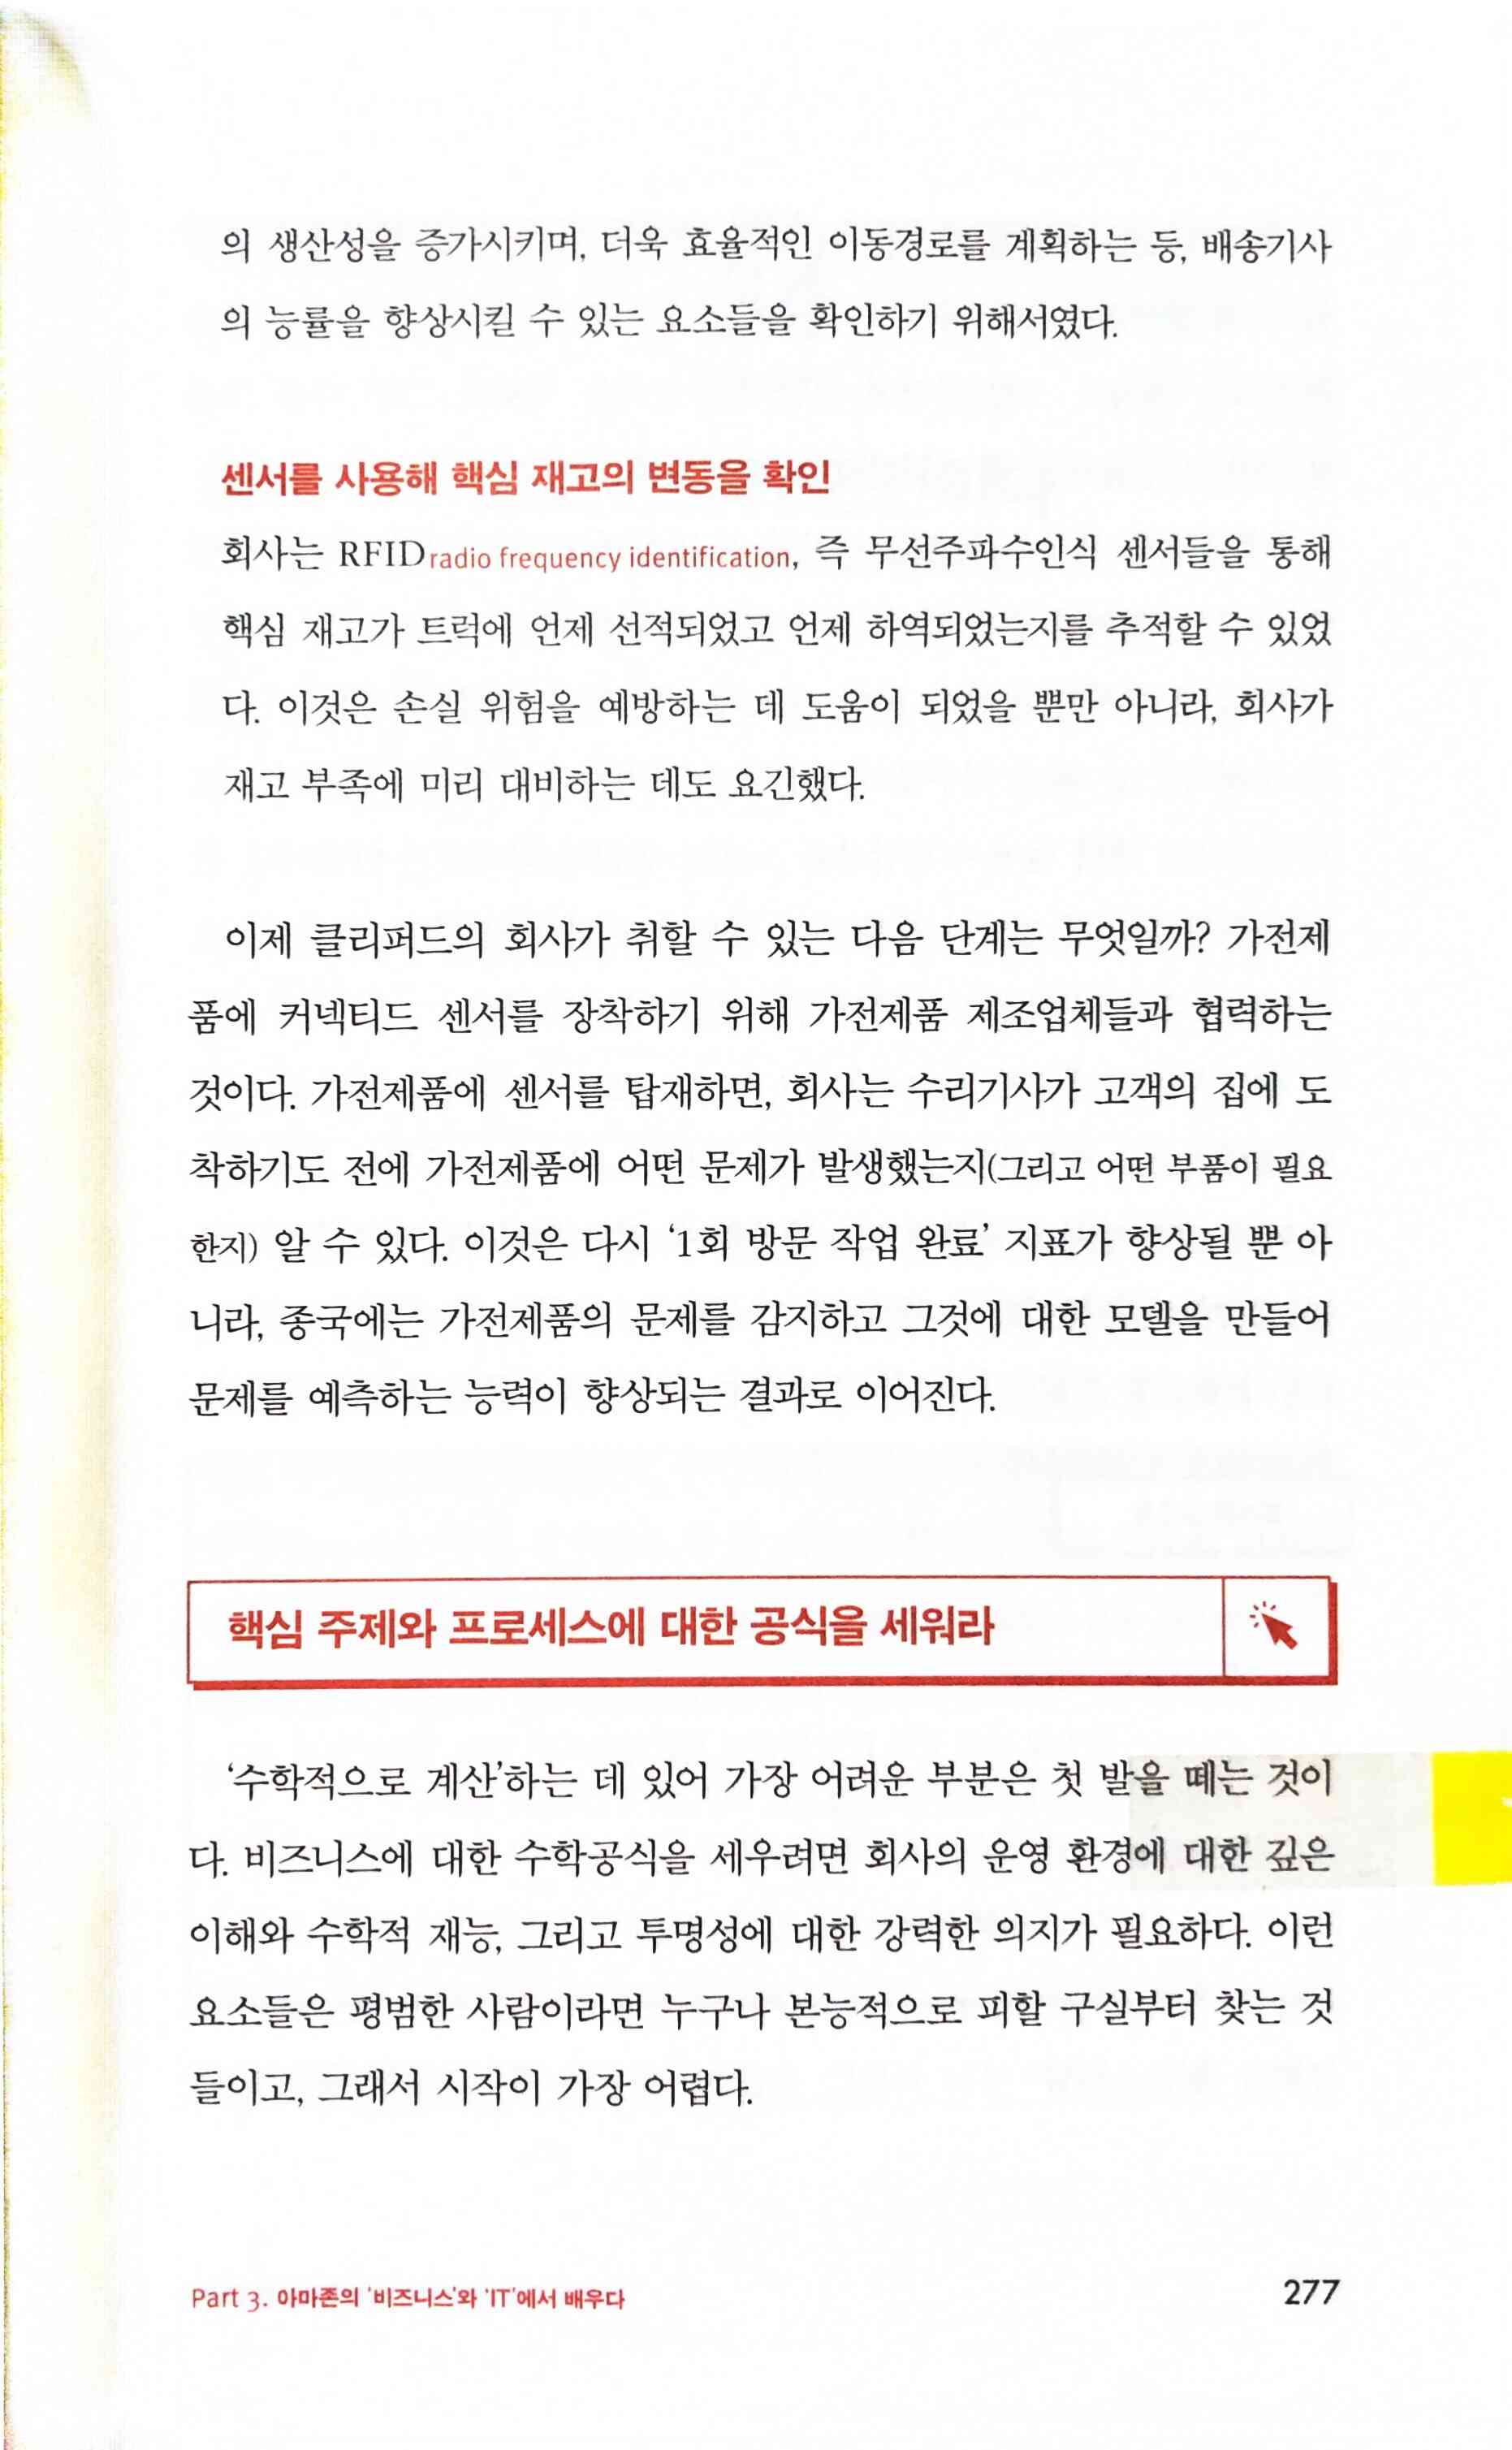 의 생산성을 증가시키며, 더욱 효율적인 이동경로를 계획하는 등, 배송기사
의 능률을 향상시킬 수 있는 요소들을 확인하기 위해서였다.
센서를 사용해 핵심 재고의 변동을 확인
회사는 RFID radio frequency identification, 즉 무선주파수인식 센서들을 통해
핵심 재고가 트럭에 언제 선적되었고 언제 하역되었는지를 추적할 수 있었
다. 이것은 손실 위험을 예방하는 데 도움이 되었을 뿐만 아니라, 회사가
재고 부족에 미리 대비하는 데도 요긴했다.
이제 클리퍼드의 회사가 취할 수 있는 다음 단계는 무엇일까? 가전제
품에 커넥티드 센서를 장착하기 위해 가전제품 제조업체들과 협력하는
것이다. 가전제품에 센서를 탑재하면, 회사는 수리기사가 고객의 집에 도
착하기도 전에 가전제품에 어떤 문제가 발생했는지(그리고 어떤 부품이 필요
한지) 알 수 있다. 이것은 다시 ‘1회 방문 작업 완료’ 지표가 향상될 뿐 아
니라, 종국에는 가전제품의 문제를 감지하고 그것에 대한 모델을 만들어
문제를 예측하는 능력이 향상되는 결과로 이어진다.
핵심 주제와 프로세스에 대한 공식을 세워라
‘수학적으로 계산’하는 데 있어 가장 어려운 부분은 첫 발을 떼는 것이
다. 비즈니스에 대한 수학공식을 세우려면 회사의 운영 환경에 대한 깊은
이해와 수학적 재능, 그리고 투명성에 대한 강력한 의지가 필요하다. 이런
요소들은 평범한 사람이라면 누구나 본능적으로 피할 구실부터 찾는 것
들이고, 그래서 시작이 가장 어렵다.
Part 3. 아마존의 ‘비즈니스’와 ‘IT’에서 배우다
277